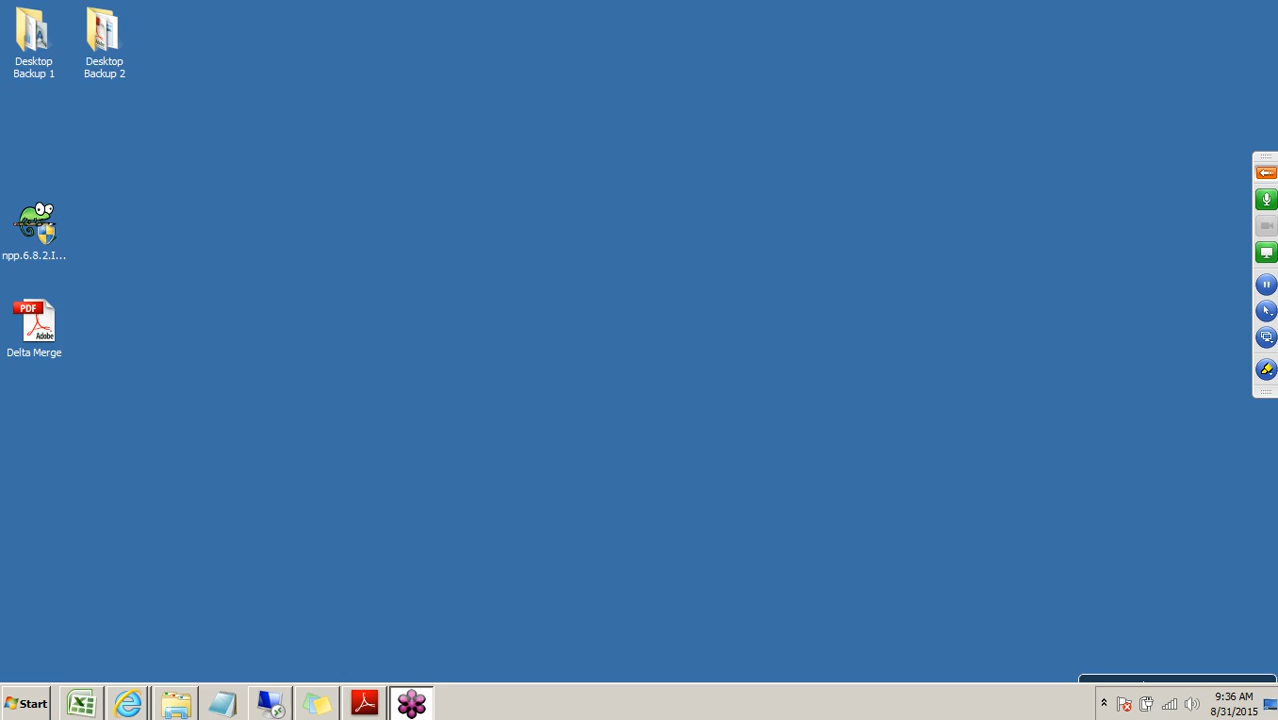 Desktop
Backup 1
Desktop
Backup 2
npp.6.8.2.I...
PDF
Adobe
Delta Merge
Start
9:36 AM
8/31/2015